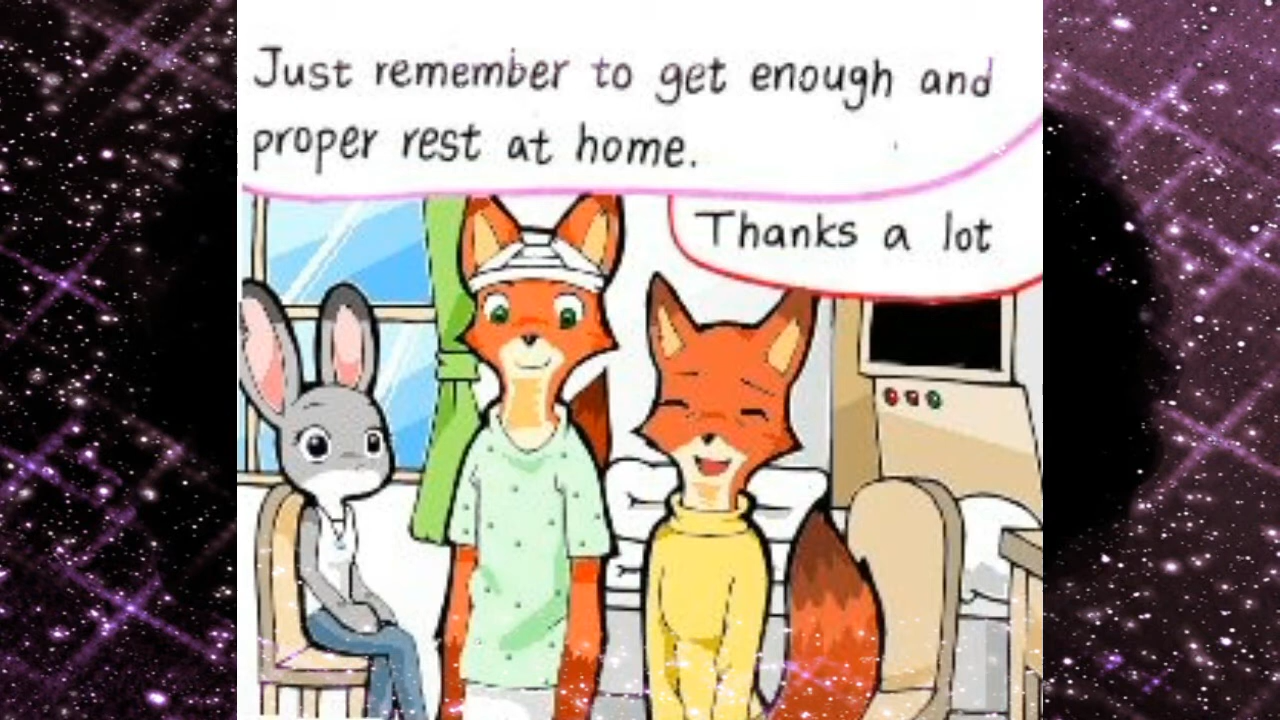 Just remember to get enough and
proper rest at home.
Thanks a lot